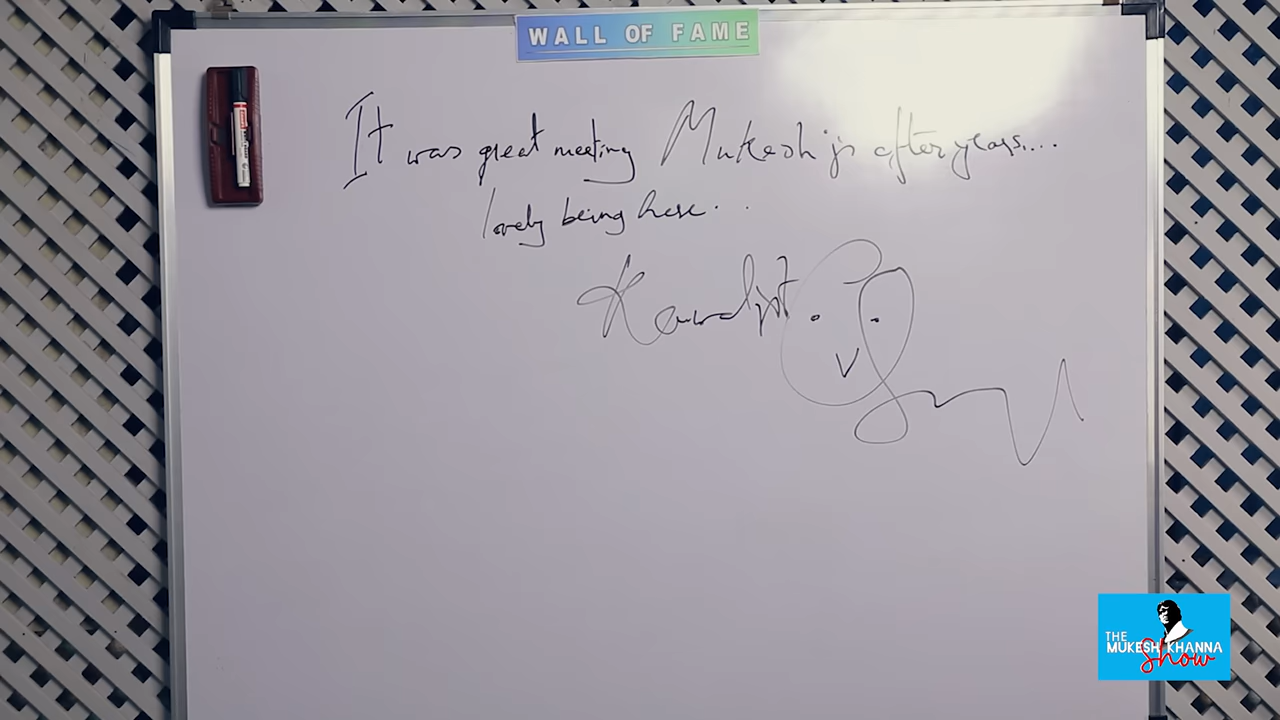 WALL OF FAME
It was great meeting Mukesh ji after years....
lovely being here...
Kanwaljit.
THE
MUKESH KHANNA
Show